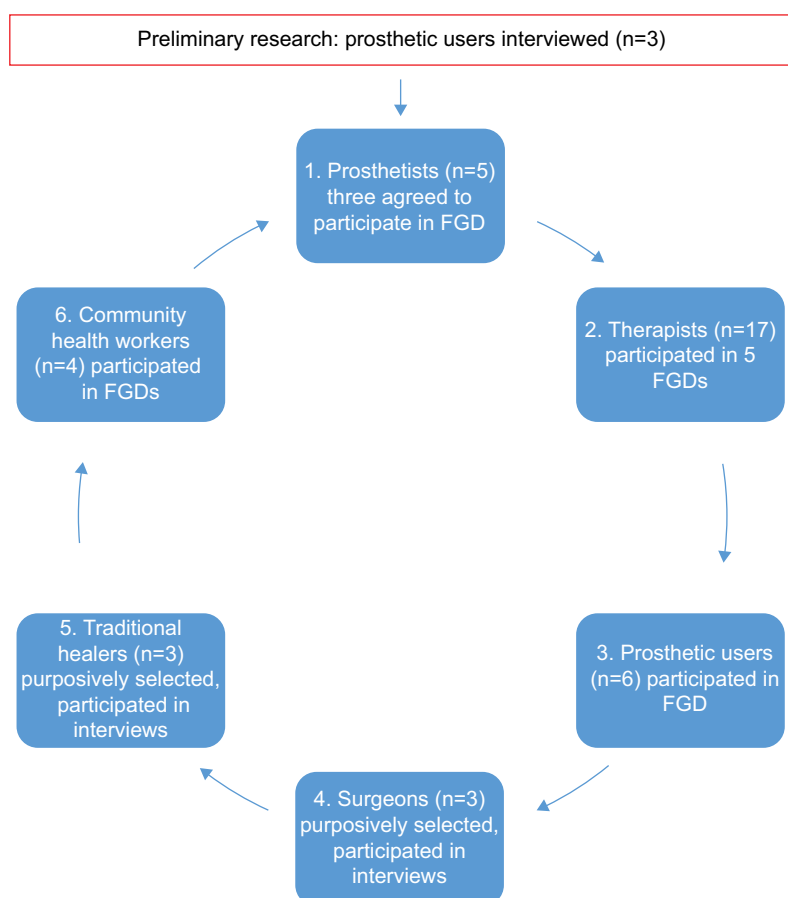 Preliminary research: prosthetic users interviewed (n=3)
1. Prosthetists (n=5)
three agreed to
participate in FGD
2. Therapists (n=17)
participated in 5
FGDs
3. Prosthetic users
(n=6) participated in
FGD
4. Surgeons (n=3)
purposively selected,
participated in
interviews
5. Traditional
healers (n=3)
purposively selected,
participated in
interviews
6. Community
health workers
(n=4) participated
in FGDs